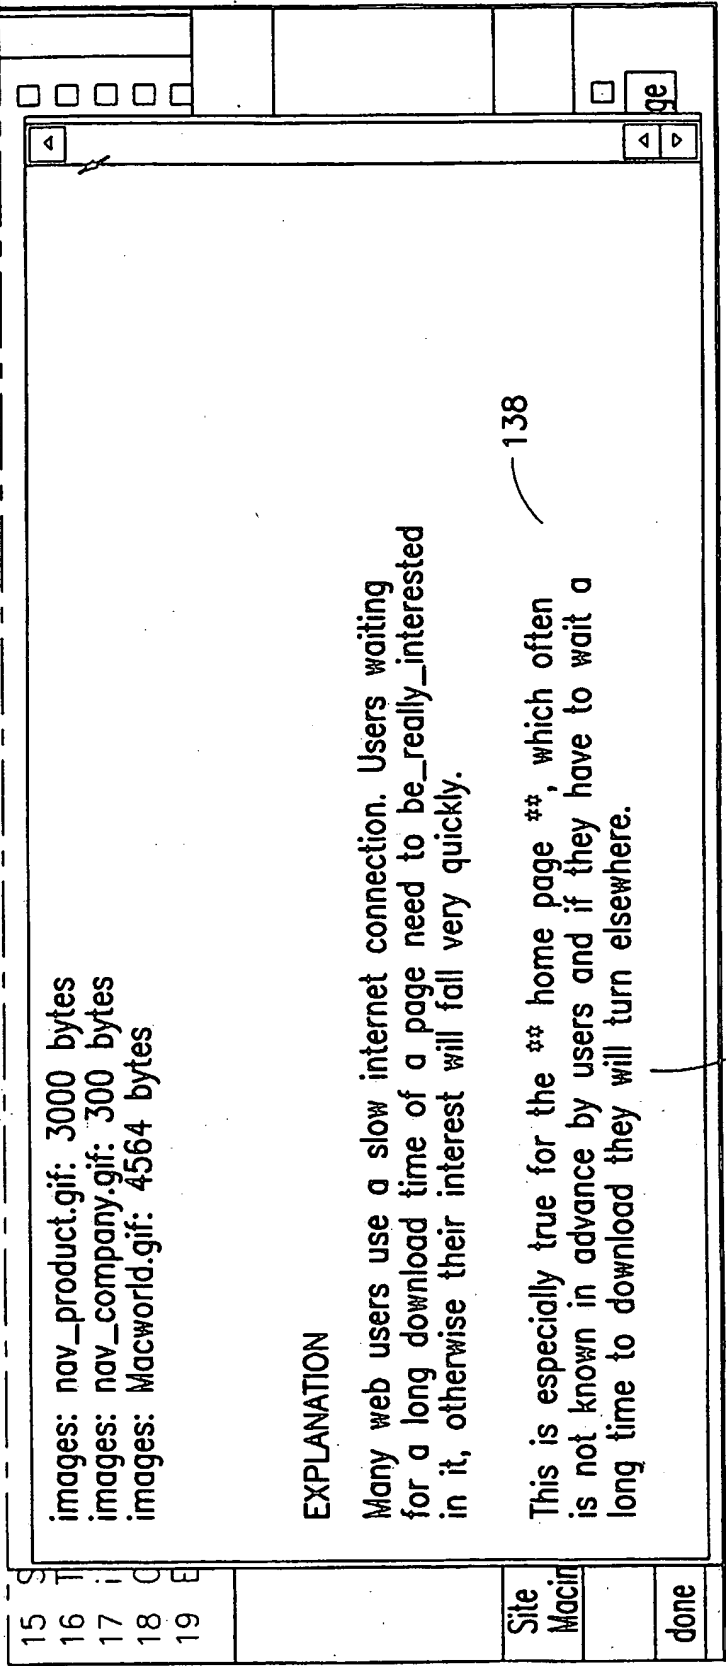 15 S
16 T
17 i
18
19 E
images: nav_product.gif: 3000 bytes
images: nav_company.gif: 300 bytes
images: Macworld.gif: 4564 bytes
EXPLANATION
Many web users use a slow internet connection. Users waiting
for a long download time of a page need to be_really_interested
in it, otherwise their interest will fall very quickly.
This is especially true for the ** home page **, which often
is not known in advance by users and if they have to wait a
long time to download they will turn elsewhere.
138
Site
Macin
done
ge